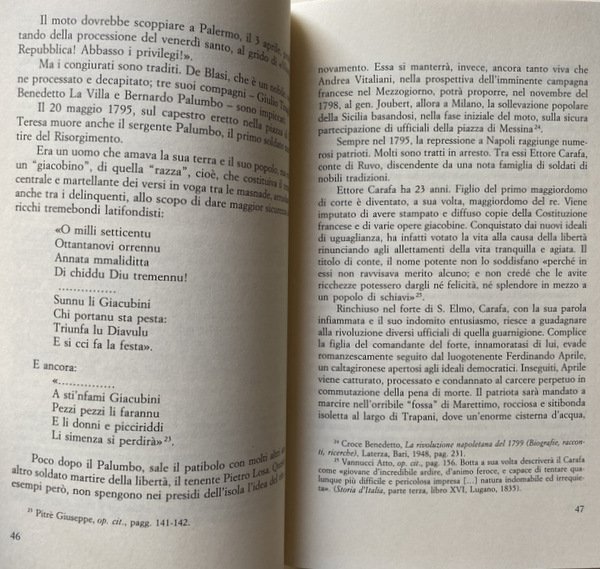 Il moto dovrebbe scoppiare a Palermo, il 3 aprile,
tando della processione del venerdì santo, al grido di
Repubblica! Abbasso i privilegi!».
Ma i congiurati sono traditi. De Blasi, che è un nobile,
ne processato e decapitato; tre suoi compagni – Giulio
Benedetto La Villa e Bernardo Palumbo – sono impiccati
Il 20 maggio 1795, sul capestro eretto nella piazza di
Teresa muore anche il sergente Palumbo, il primo soldato
tire del Risorgimento.
Era un uomo che amava la sua terra e il suo popolo,
un "giacobino", di quella "razza", cioè, che costituiva il
centrale e martellante dei versi in voga tra le masnade,
anche tra i delinquenti, allo scopo di dare maggior sicurezza
ricchi tremebondi latifondisti:
«O milli setticentu
Ottantanovi orrennu
Annata mmaliditta
Di chiddu Diu tremennu!
..............
Sunnu li Giacubini
Chi portanu sta pesta:
Triunfa lu Diavulu
E si cci fa la festa».
E ancora:
«..............
A sti'nfami Giacubini
Pezzi pezzi li farannu
E li donni e picciriddi
Li simenza si perdirà» 23.
Poco dopo il Palumbo, sale il patibolo con molti altri
altro soldato martire della libertà, il tenente Pietro Losa.
esempi però, non spengono nei presidi dell'isola l'idea del
23 Pitrè Giuseppe, op. cit., pagg. 141-142.
46
novamento. Essa si manterrà, invece, ancora tanto viva che
Andrea Vitaliani, nella prospettiva dell'imminente campagna
francese nel Mezzogiorno, potrà proporre, nel novembre del
1798, al gen. Joubert, allora a Milano, la sollevazione popolare
della Sicilia basandosi, nella fase iniziale del moto, sulla sicura
partecipazione di ufficiali della piazza di Messina 24.
Sempre nel 1795, la repressione a Napoli raggiunge nume-
rosi patrioti. Molti sono tratti in arresto. Tra essi Ettore Carafa,
conte di Ruvo, discendente da una nota famiglia di soldati di
nobili tradizioni.
Ettore Carafa ha 23 anni. Figlio del primo maggiordomo
di corte è diventato, a sua volta, maggiordomo del re. Viene
imputato di avere stampato e diffuso copie della Costituzione
francese e di varie opere giacobine. Conquistato dai nuovi ideali
di uguaglianza, ha infatti votato la vita alla causa della libertà
rinunciando agli allettamenti della vita tranquilla e agiata. Il
titolo di conte, il nome potente non lo soddisfano «perché in
essi non ravvisava merito alcuno; e non credé che le avite
ricchezze potessero dargli né felicità, né splendore in mezzo a
un popolo di schiavi» 25.
Rinchiuso nel forte di S. Elmo, Carafa, con la sua parola
infiammata e il suo indomito entusiasmo, riesce a guadagnare
alla rivoluzione diversi ufficiali di quella guarnigione. Complice
la figlia del comandante del forte, innamoratasi di lui, evade
romanzescamente seguito dal luogotenente Ferdinando Aprile,
un caltagironese apertosi agli ideali democratici. Inseguiti, Aprile
viene catturato, processato e condannato al carcere perpetuo in
commutazione della pena di morte. Il patriota sarà mandato a
marcire nell'orribile "fossa" di Marettimo, rocciosa e sitibonda
isoletta al largo di Trapani, dove un'enorme cisterna d'acqua,
24 Croce Benedetto, La rivoluzione napoletana del 1799 (Biografie, raccon-
ti, ricerche), Laterza, Bari, 1948, pag. 231.
25 Vannucci Atto, op. cit., pag. 156. Botta a sua volta descriverà il Carafa
come «giovane d'incredibile ardire, d'animo feroce, e capace di tentare qua-
lunque più difficile e pericolosa impresa [...] natura indomabile ed irrequie-
ta». (Storia d'Italia, parte terza, libro XVI, Lugano, 1835).
47